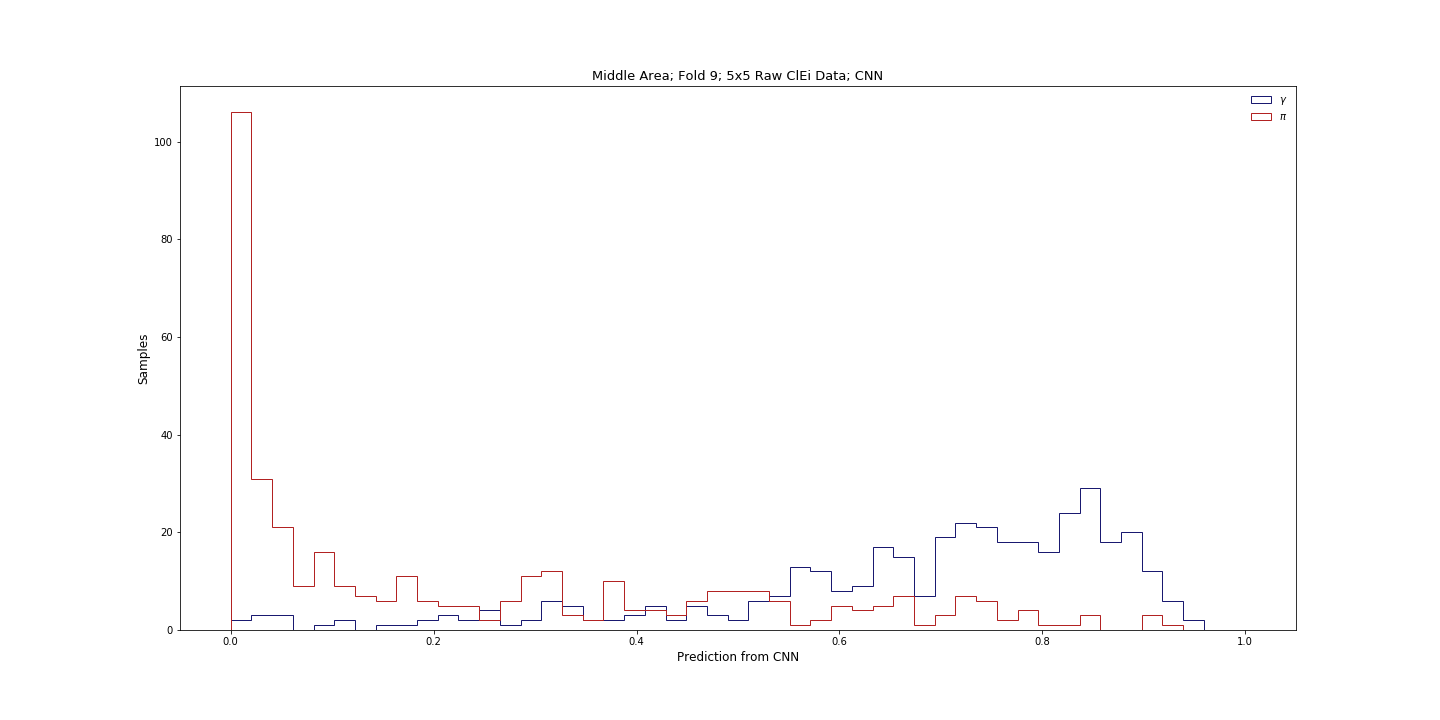 Middle Area; Fold 9; 5x5 Raw ClEi Data; CNN
γ
π
100
80
60
40
20
0
Samples
0.0 0.2 0.4 0.6 0.8 1.0
Prediction from CNN